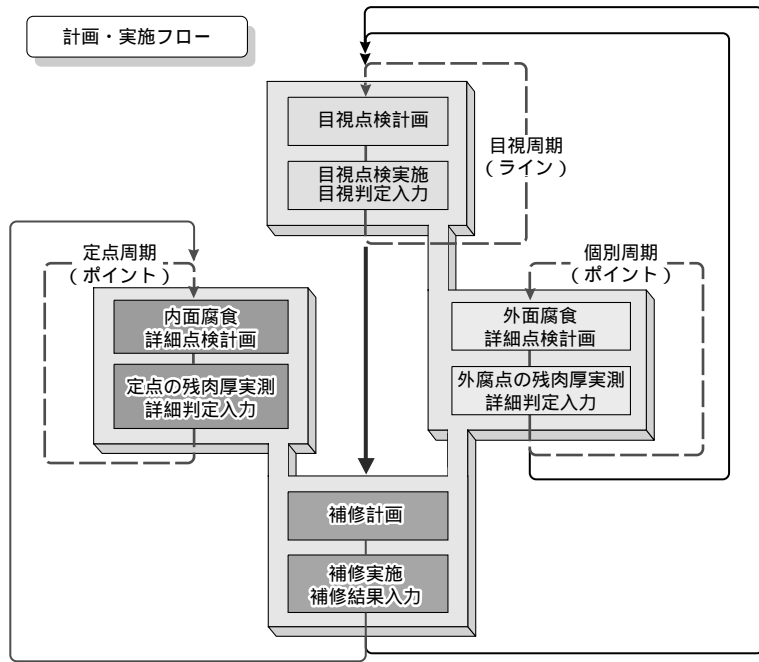 計画・実施フロー
目視点検計画
目視点検実施
目視判定入力
目視周期
（ライン）
定点周期
（ポイント）
内面腐食
詳細点検計画
定点の残肉厚実測
詳細判定入力
個別周期
（ポイント）
外面腐食
詳細点検計画
外腐点の残肉厚実測
詳細判定入力
補修計画
補修実施
補修結果入力